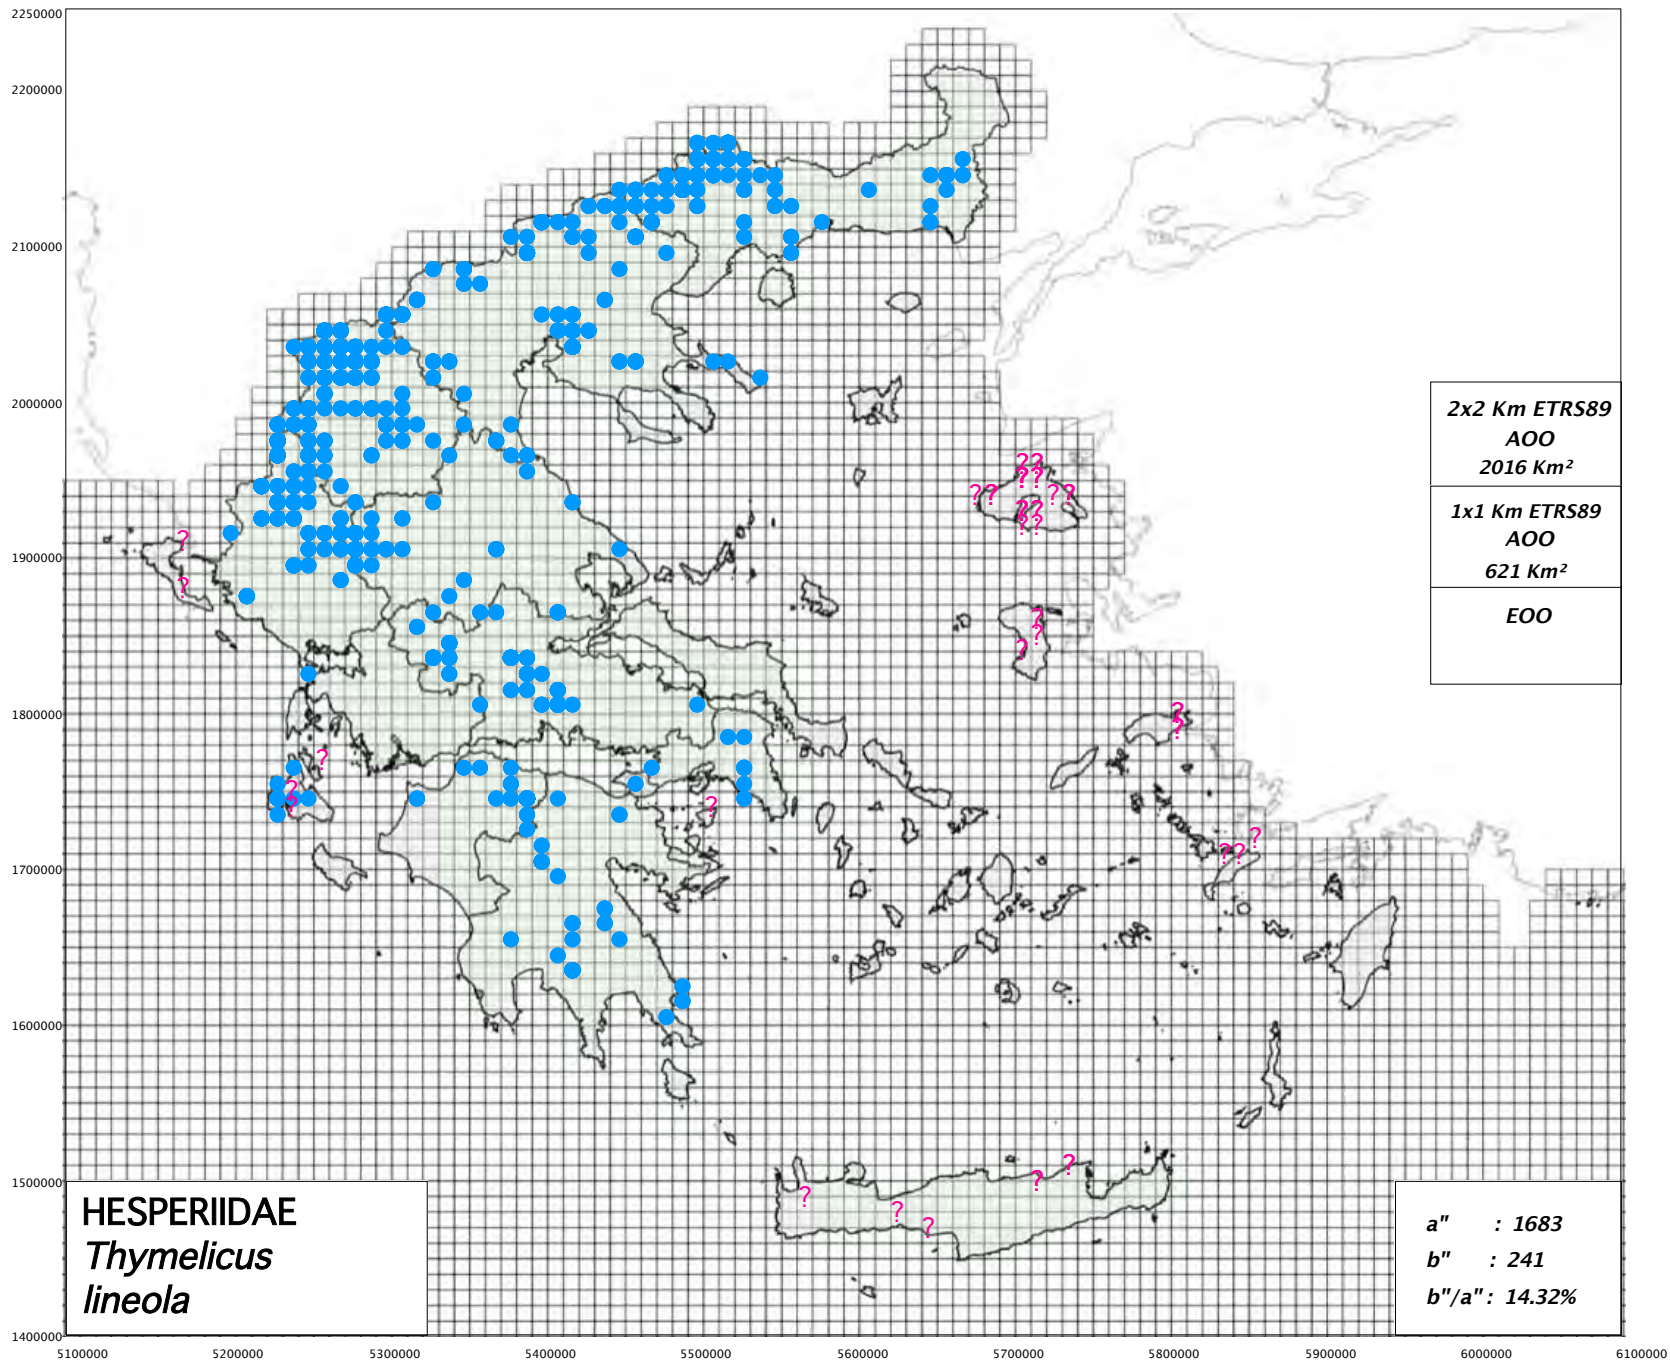 2250000
2200000
2100000
2000000
1900000
1800000
1700000
1600000
1500000
1400000
5100000 5200000 5300000 5400000 5500000 5600000 5700000 5800000 5900000 6000000 6100000
2x2 Km ETRS89
AOO
2016 Km²
1x1 Km ETRS89
AOO
621 Km²
EOO
HESPERIIDAE
Thymelicus
lineola
a" : 1683
b" : 241
b"/a" : 14.32%
? ?
? ?
? ? ? ?
? ?
? ?
?
?
?
?
?
?
?
?
?
?
?
?
? ?
?
?
?
?
?